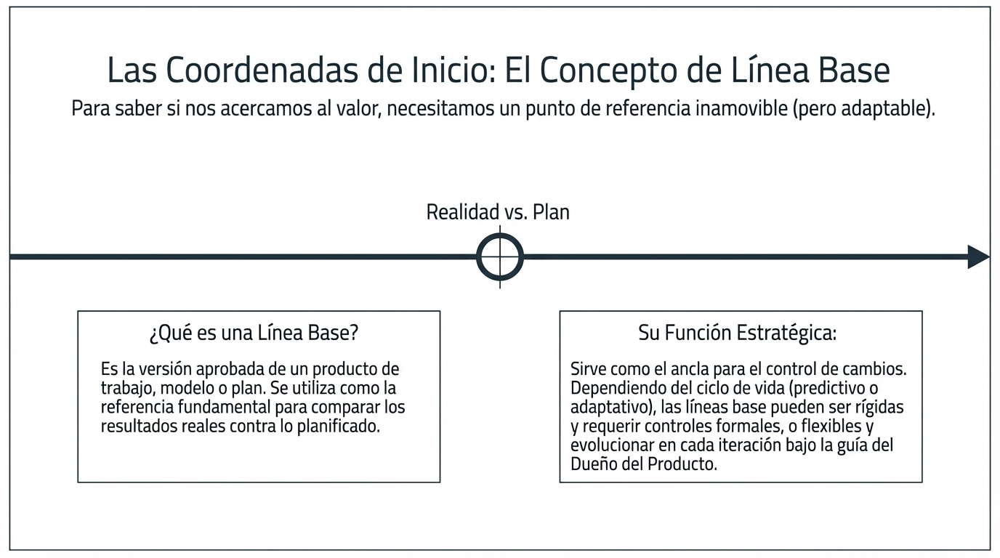 Las Coordenadas de Inicio: El Concepto de Línea Base
Para saber si nos acercamos al valor, necesitamos un punto de referencia inamovible (pero adaptable).
Realidad vs. Plan
¿Qué es una Línea Base?
Es la versión aprobada de un producto de
trabajo, modelo o plan. Se utiliza como la
referencia fundamental para comparar los
resultados reales contra lo planificado.
Su Función Estratégica:
Sirve como el ancla para el control de cambios.
Dependiendo del ciclo de vida (predictivo o
adaptativo), las líneas base pueden ser rígidas
y requerir controles formales, o flexibles y
evolucionar en cada iteración bajo la guía del
Dueño del Producto.